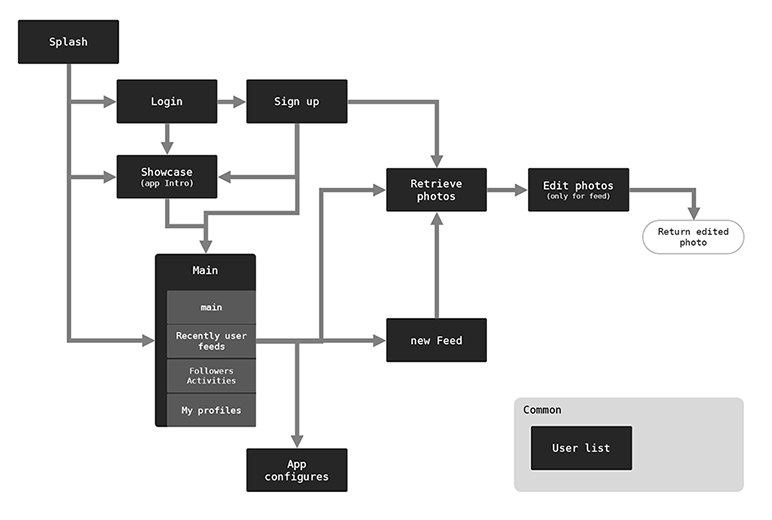 Splash
Login
Sign up
Showcase
(app Intro)
Retrieve
photos
Edit photos
(only for feed)
Return edited
photo
Main
main
Recently user
feeds
Followers
Activities
My profiles
new Feed
App
configures
Common
User list